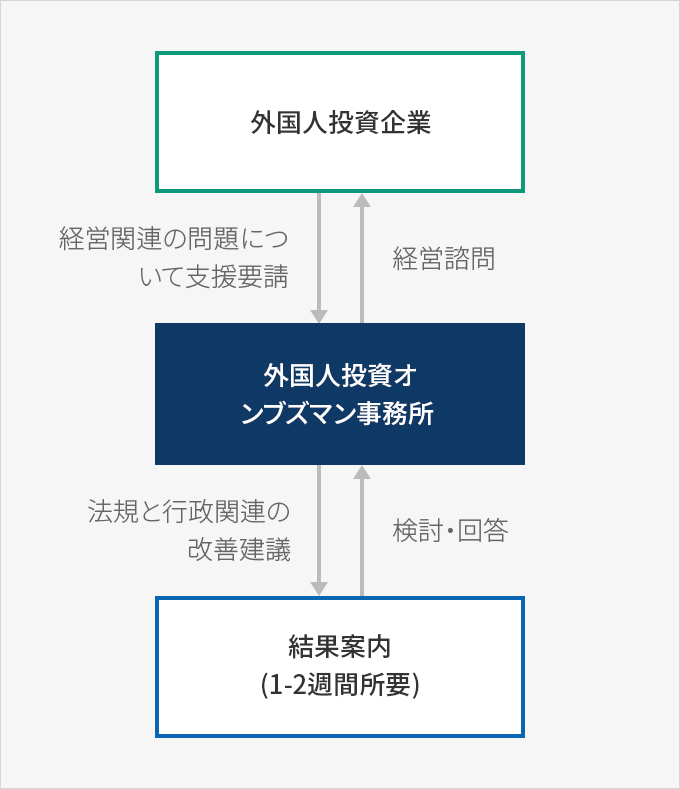 外国人投資企業
経営関連の問題につ
いて支援要請
経営諮問
外国人投資オ
ンブズマン事務所
法規と行政関連の
改善建議
検討・回答
結果案内
(1-2週間所要)